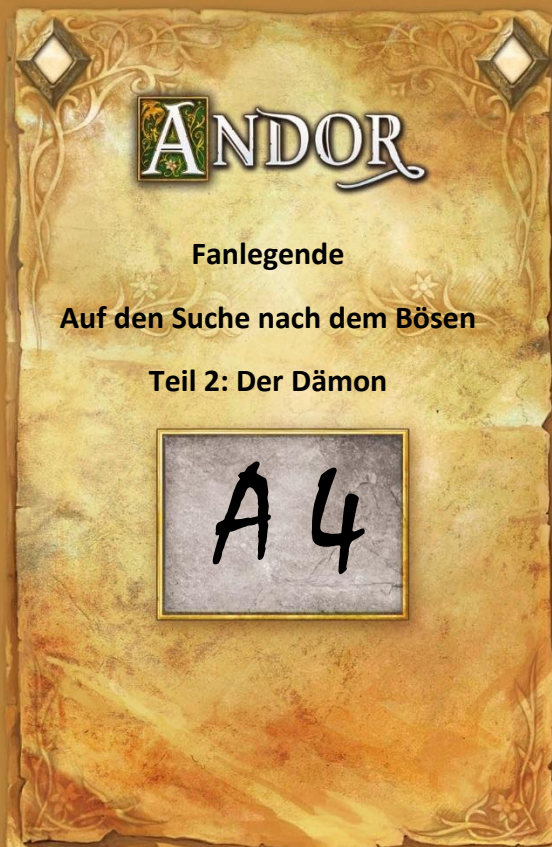 ANDOR
Fanlegende
Auf den Suche nach dem Bösen
Teil 2: Der Dämon
A 4